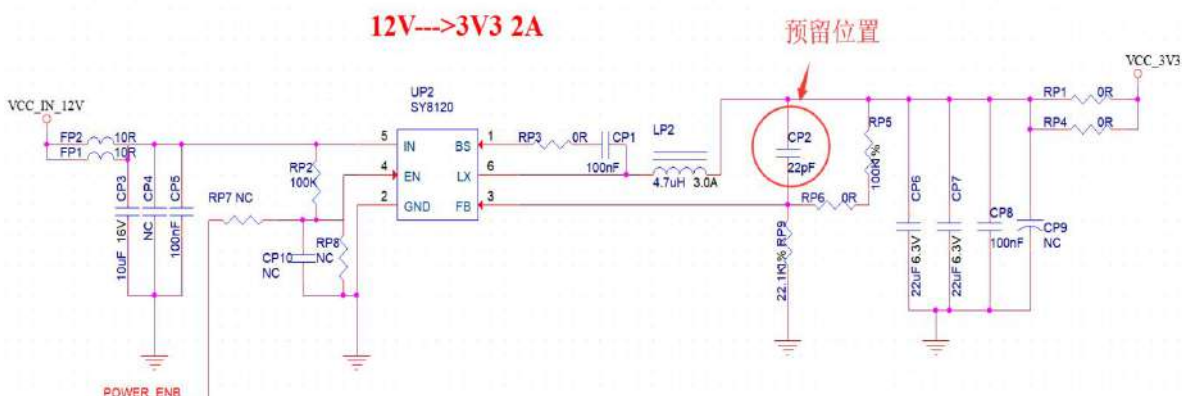 12V--->3V3 2A
预留位置
VCC_3V3
VCC_IN_12V
UP2
SY8120
RP1 0R
RP4 0R
FP2 10R
FP1 10R
5 IN BS 1
4 EN LX 6
2 GND FB 3
RP3 0R
CP1
100nF
LP2
4.7uH 3.0A
CP2
22pF
RP5
100K1%
RP6 0R
RP2
100K
RP7 NC
CP3
10uF 16V
CP4
NC
CP5
100nF
CP10
NC
RP8
NC
RP9
22.1K1%
CP6
22uF 6.3V
CP7
22uF 6.3V
CP8
100nF
CP9
NC
POWER_ENB